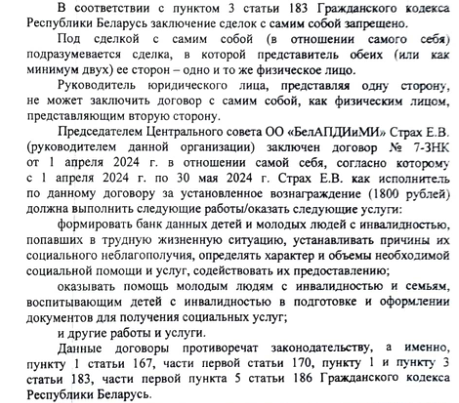 В соответствии с пунктом 3 статьи 183 Гражданского кодекса
Республики Беларусь заключение сделок с самим собой запрещено.
Под сделкой с самим собой (в отношении самого себя)
подразумевается сделка, в которой представитель обеих (или как
минимум двух) ее сторон – одно и то же физическое лицо.
Руководитель юридического лица, представляя одну сторону,
не может заключить договор с самим собой, как физическим лицом,
представляющим вторую сторону.
Председателем Центрального совета ОО «БелАПДИиМИ» Страх Е.В.
(руководителем данной организации) заключен договор № 7-ЗНК
от 1 апреля 2024 г. в отношении самой себя, согласно которому
с 1 апреля 2024 г. по 30 мая 2024 г. Страх Е.В. как исполнитель
по данному договору за установленное вознаграждение (1800 рублей)
должна выполнить следующие работы/оказать следующие услуги:
формировать банк данных детей и молодых людей с инвалидностью,
попавших в трудную жизненную ситуацию, устанавливать причины их
социального неблагополучия, определять характер и объемы необходимой
социальной помощи и услуг, содействовать их предоставлению;
оказывать помощь молодым людям с инвалидностью и семьям,
воспитывающим детей с инвалидностью в подготовке и оформлении
документов для получения социальных услуг;
и другие работы и услуги.
Данные договоры противоречат законодательству, а именно,
пункту 1 статьи 167, части первой статьи 170, пункту 1 и пункту 3
статьи 183, части первой пункта 5 статьи 186 Гражданского кодекса
Республики Беларусь.